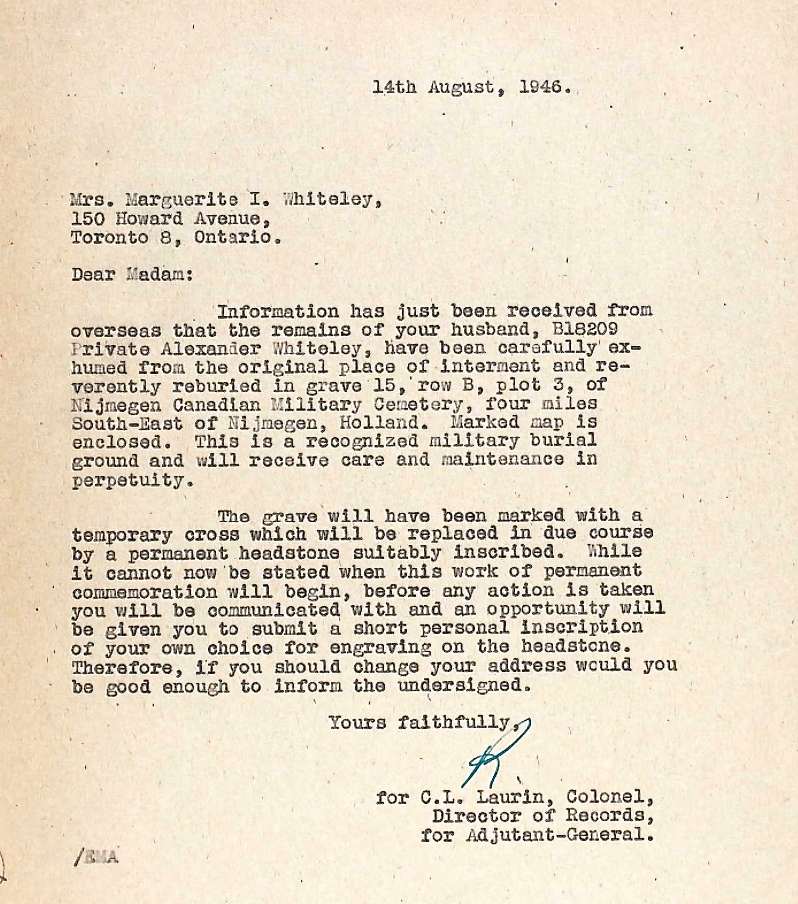 14th August, 1946.
Mrs. Marguerite I. Whiteley,
150 Howard Avenue,
Toronto 8, Ontario.
Dear Madam:
Information has just been received from
overseas that the remains of your husband, B18209
Private Alexander Whiteley, have been carefully ex-
humed from the original place of interment and re-
verently reburied in grave 15, row B, plot 3, of
Nijmegen Canadian Military Cemetery, four miles
South-East of Nijmegen, Holland. Marked map is
enclosed. This is a recognized military burial
ground and will receive care and maintenance in
perpetuity.
The grave will have been marked with a
temporary cross which will be replaced in due course
by a permanent headstone suitably inscribed. While
it cannot now be stated when this work of permanent
commemoration will begin, before any action is taken
you will be communicated with and an opportunity will
be given you to submit a short personal inscription
of your own choice for engraving on the headstone.
Therefore, if you should change your address would you
be good enough to inform the undersigned.
Yours faithfully,
R
for C.L. Laurin, Colonel,
Director of Records,
for Adjutant-General.
/EMA